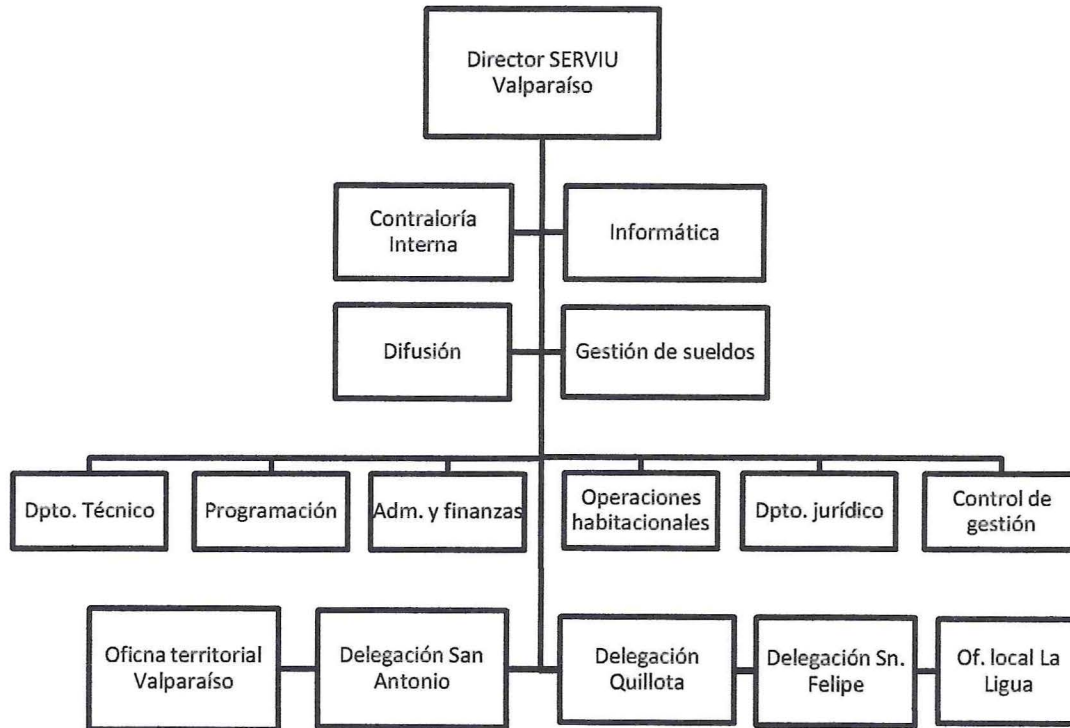 Director SERVIU
Valparaíso
Contraloría
Interna
Informática
Difusión
Gestión de sueldos
Dpto. Técnico
Programación
Adm. y finanzas
Operaciones
habitacionales
Dpto. jurídico
Control de
gestión
Oficna territorial
Valparaíso
Delegación San
Antonio
Delegación
Quillota
Delegación Sn.
Felipe
Of. local La
Ligua